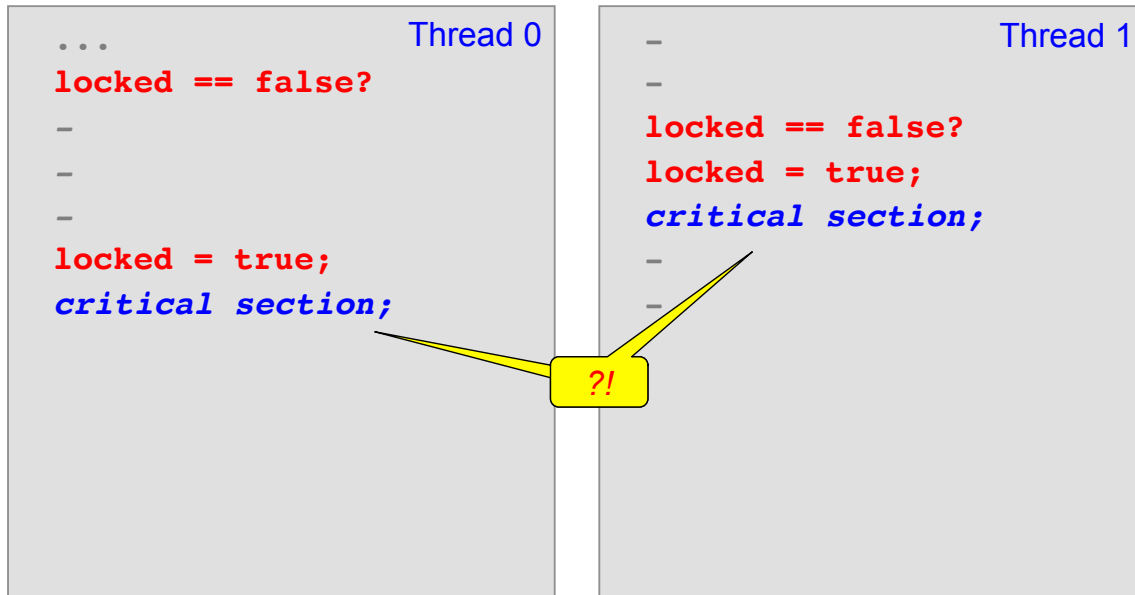 Thread 0
...
locked == false?
–
–
–
locked = true;
critical section;
Thread 1
–
–
locked == false?
locked = true;
critical section;
–
–
?!